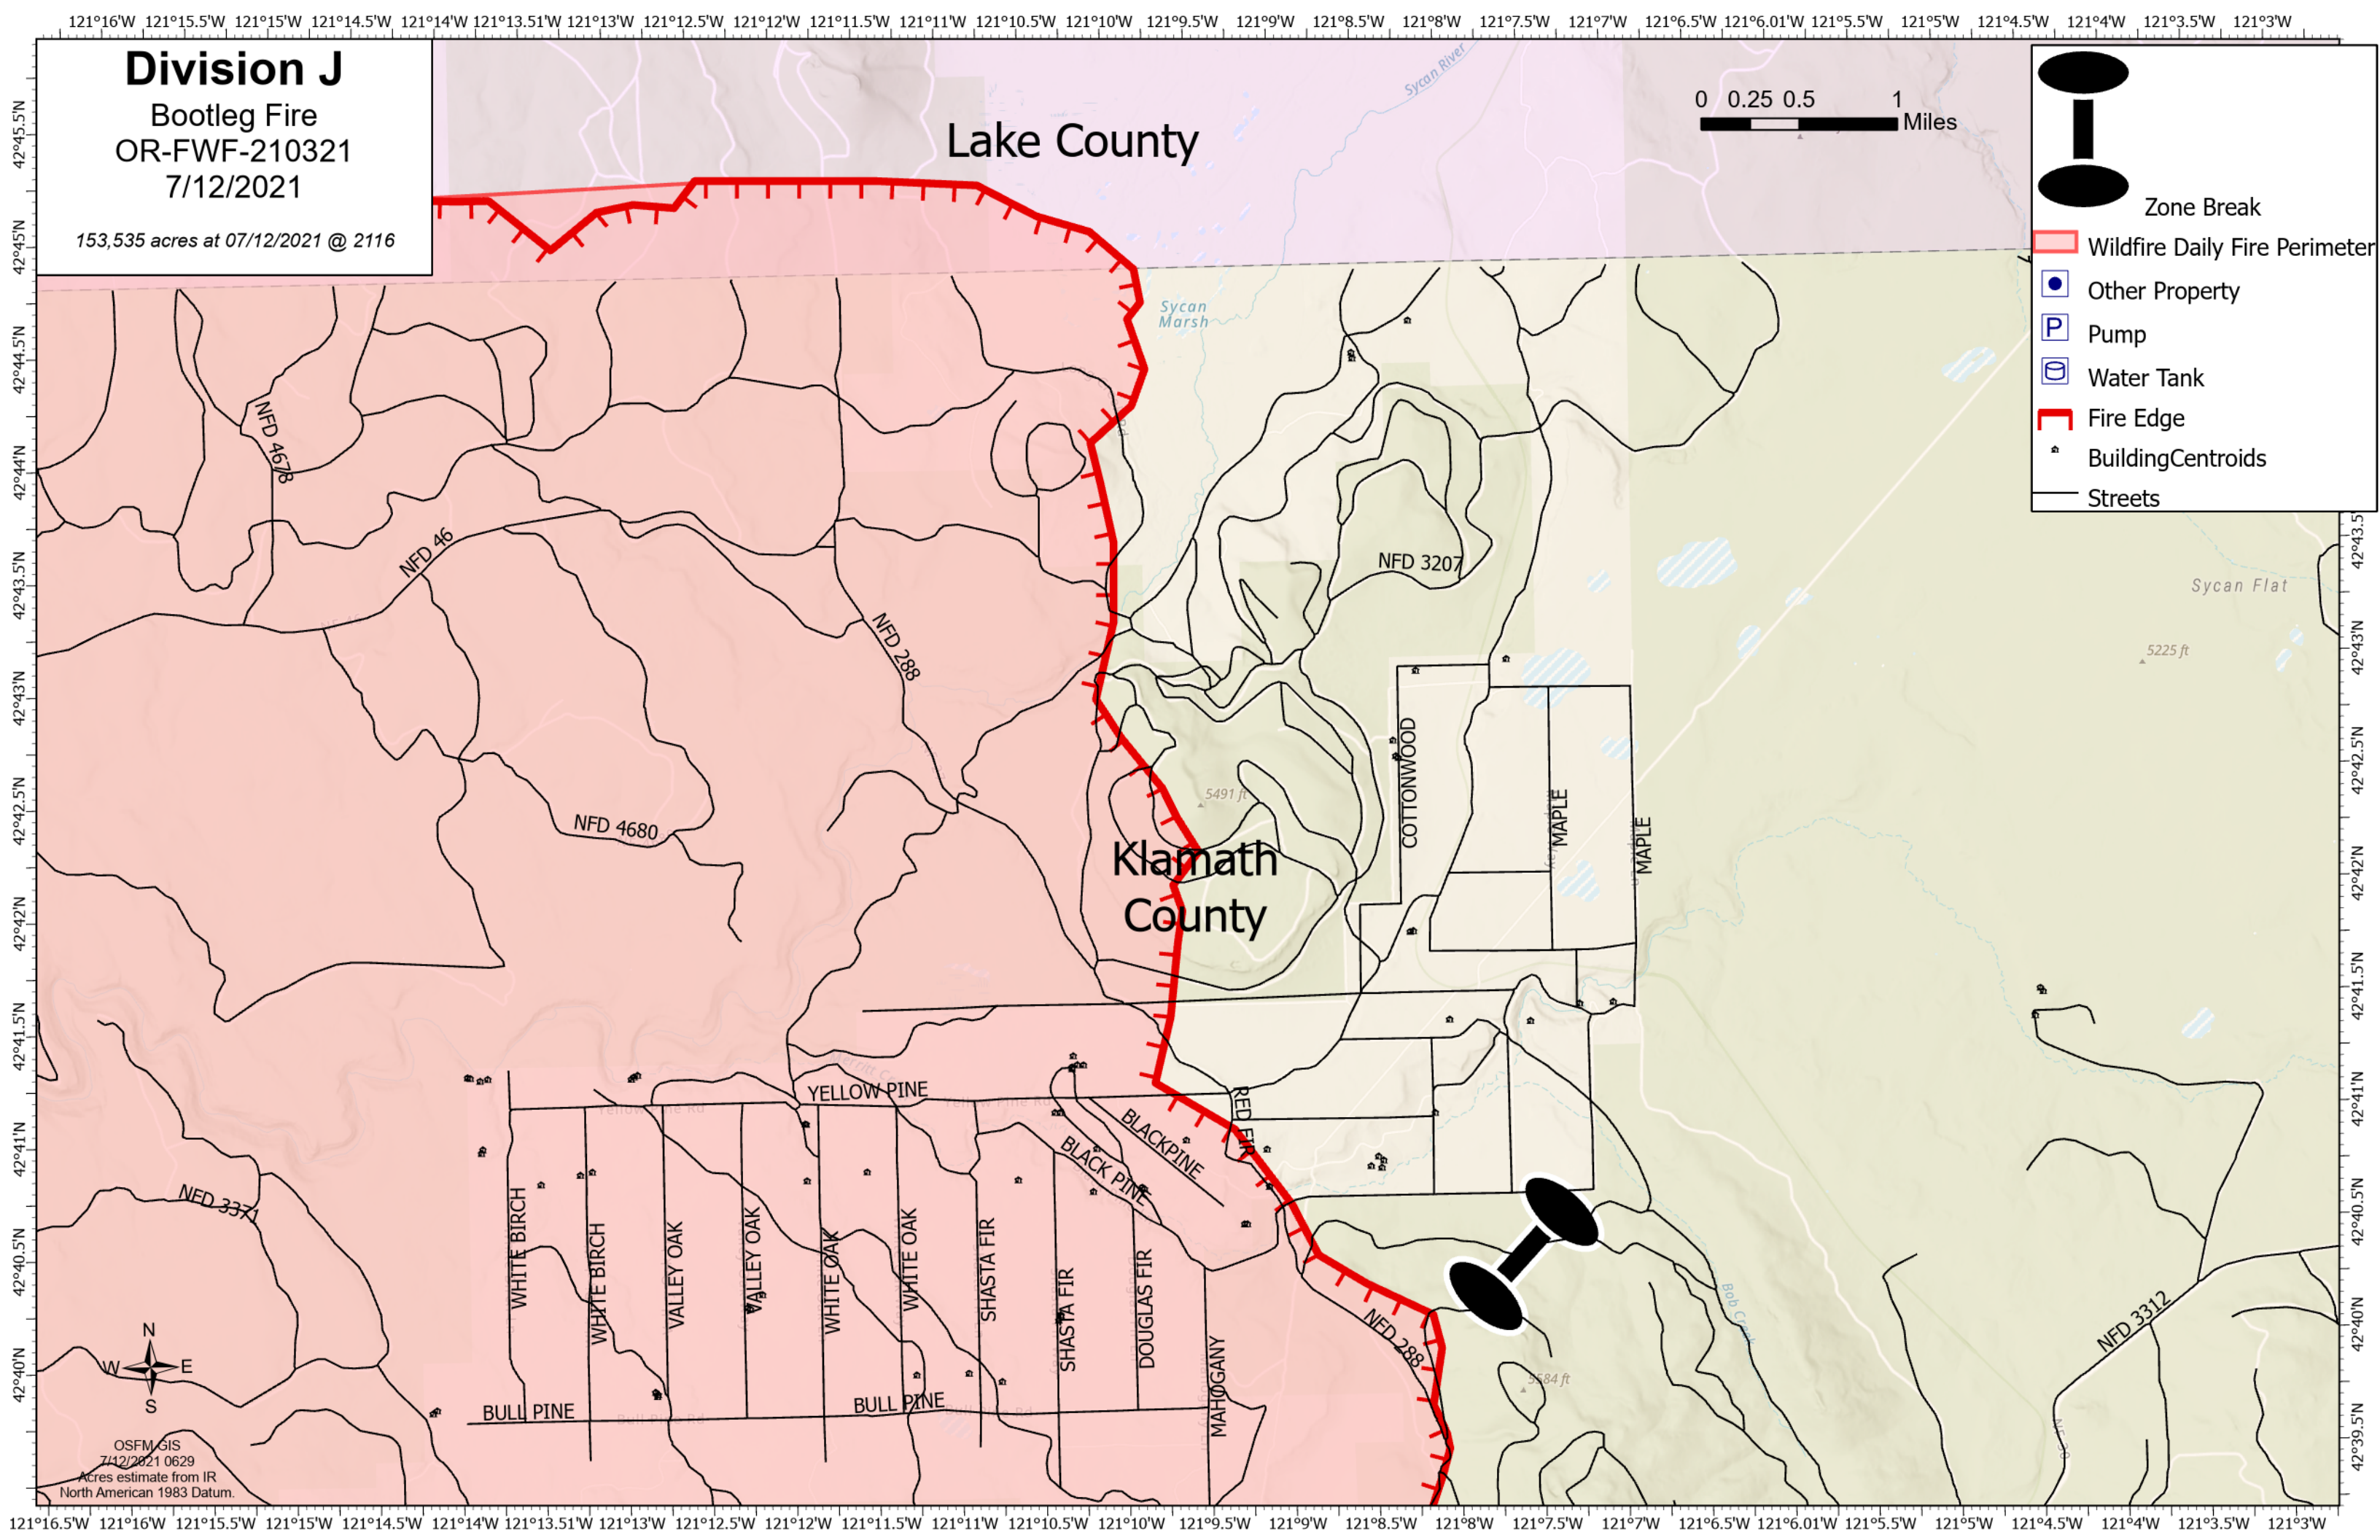 121°16'W 121°15.5'W 121°15'W 121°14.5'W 121°14'W 121°13.51'W 121°13'W 121°12.5'W 121°12'W 121°11.5'W 121°11'W 121°10.5'W 121°10'W 121°9.5'W 121°9'W 121°8.5'W 121°8'W 121°7.5'W 121°7'W 121°6.5'W 121°6.01'W 121°5.5'W 121°5'W 121°4.5'W 121°4'W 121°3.5'W 121°3'W
Division J
Bootleg Fire
OR-FWF-210321
7/12/2021
153,535 acres at 07/12/2021 @ 2116
Lake County
Sycan River
0 0.25 0.5 1
Miles
Zone Break
Wildfire Daily Fire Perimeter
Other Property
P
Pump
Water Tank
Fire Edge
BuildingCentroids
Streets
42°45.5'N
42°45'N
42°44.5'N
42°44'N
42°43.5'N
42°43'N
42°42.5'N
42°42'N
42°41.5'N
42°41'N
42°40.5'N
42°40'N
Sycan
Marsh
NFD 4678
NFD 46
NFD 288
NFD 3207
Sycan Flat
5225 ft
COTTONWOOD
MAPLE
MAPLE
5491 ft
NFD 4680
Klamath
County
YELLOW PINE
Yellow Pine Rd
Yellow Pine Rd
RED FIR
BLACKPINE
BLACK PINE
NFD 3371
WHITE BIRCH
WHITE BIRCH
VALLEY OAK
VALLEY OAK
WHITE OAK
WHITE OAK
SHASTA FIR
SHASTA FIR
DOUGLAS FIR
MAHOGANY
NFD 288
Bob Creek
NFD 3312
5584 ft
BULL PINE
Bull Pine Rd
BULL PINE
Bull Pine Rd
N
W E
S
OSFM GIS
7/12/2021 0629
Acres estimate from IR
North American 1983 Datum.
42°43.5'
42°43'N
42°42.5'N
42°42'N
42°41.5'N
42°41'N
42°40.5'N
42°40'N
42°39.5'N
121°16.5'W 121°16'W 121°15.5'W 121°15'W 121°14.5'W 121°14'W 121°13.51'W 121°13'W 121°12.5'W 121°12'W 121°11.5'W 121°11'W 121°10.5'W 121°10'W 121°9.5'W 121°9'W 121°8.5'W 121°8'W 121°7.5'W 121°7'W 121°6.5'W 121°6.01'W 121°5.5'W 121°5'W 121°4.5'W 121°4'W 121°3.5'W 121°3'W